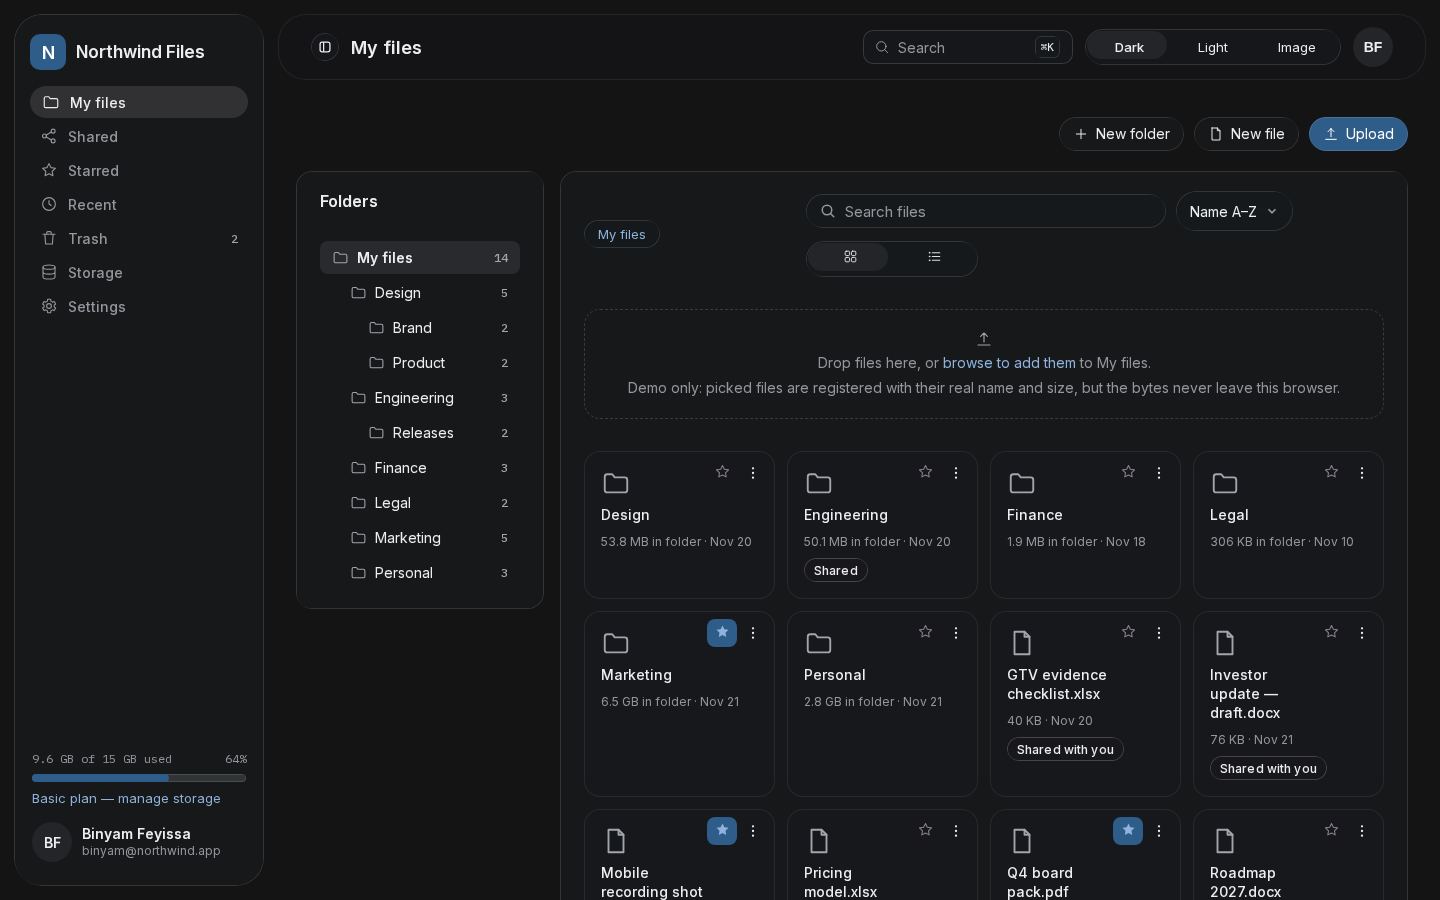 N Northwind Files
My files
Shared
Starred
Recent
Trash 2
Storage
Settings
9.6 GB of 15 GB used 64%
Basic plan — manage storage
BF Binyam Feyissa
binyam@northwind.app
My files
Search ⌘K
Dark Light Image
BF
New folder
New file
Upload
Folders
My files 14
Design 5
Brand 2
Product 2
Engineering 3
Releases 2
Finance 3
Legal 2
Marketing 5
Personal 3
My files
Search files
Name A–Z
Drop files here, or browse to add them to My files.
Demo only: picked files are registered with their real name and size, but the bytes never leave this browser.
Design
53.8 MB in folder · Nov 20
Engineering
50.1 MB in folder · Nov 20
Shared
Finance
1.9 MB in folder · Nov 18
Legal
306 KB in folder · Nov 10
Marketing
6.5 GB in folder · Nov 21
Personal
2.8 GB in folder · Nov 21
GTV evidence
checklist.xlsx
40 KB · Nov 20
Shared with you
Investor
update —
draft.docx
76 KB · Nov 21
Shared with you
Mobile
recording shot
Pricing
model.xlsx
Q4 board
pack.pdf
Roadmap
2027.docx